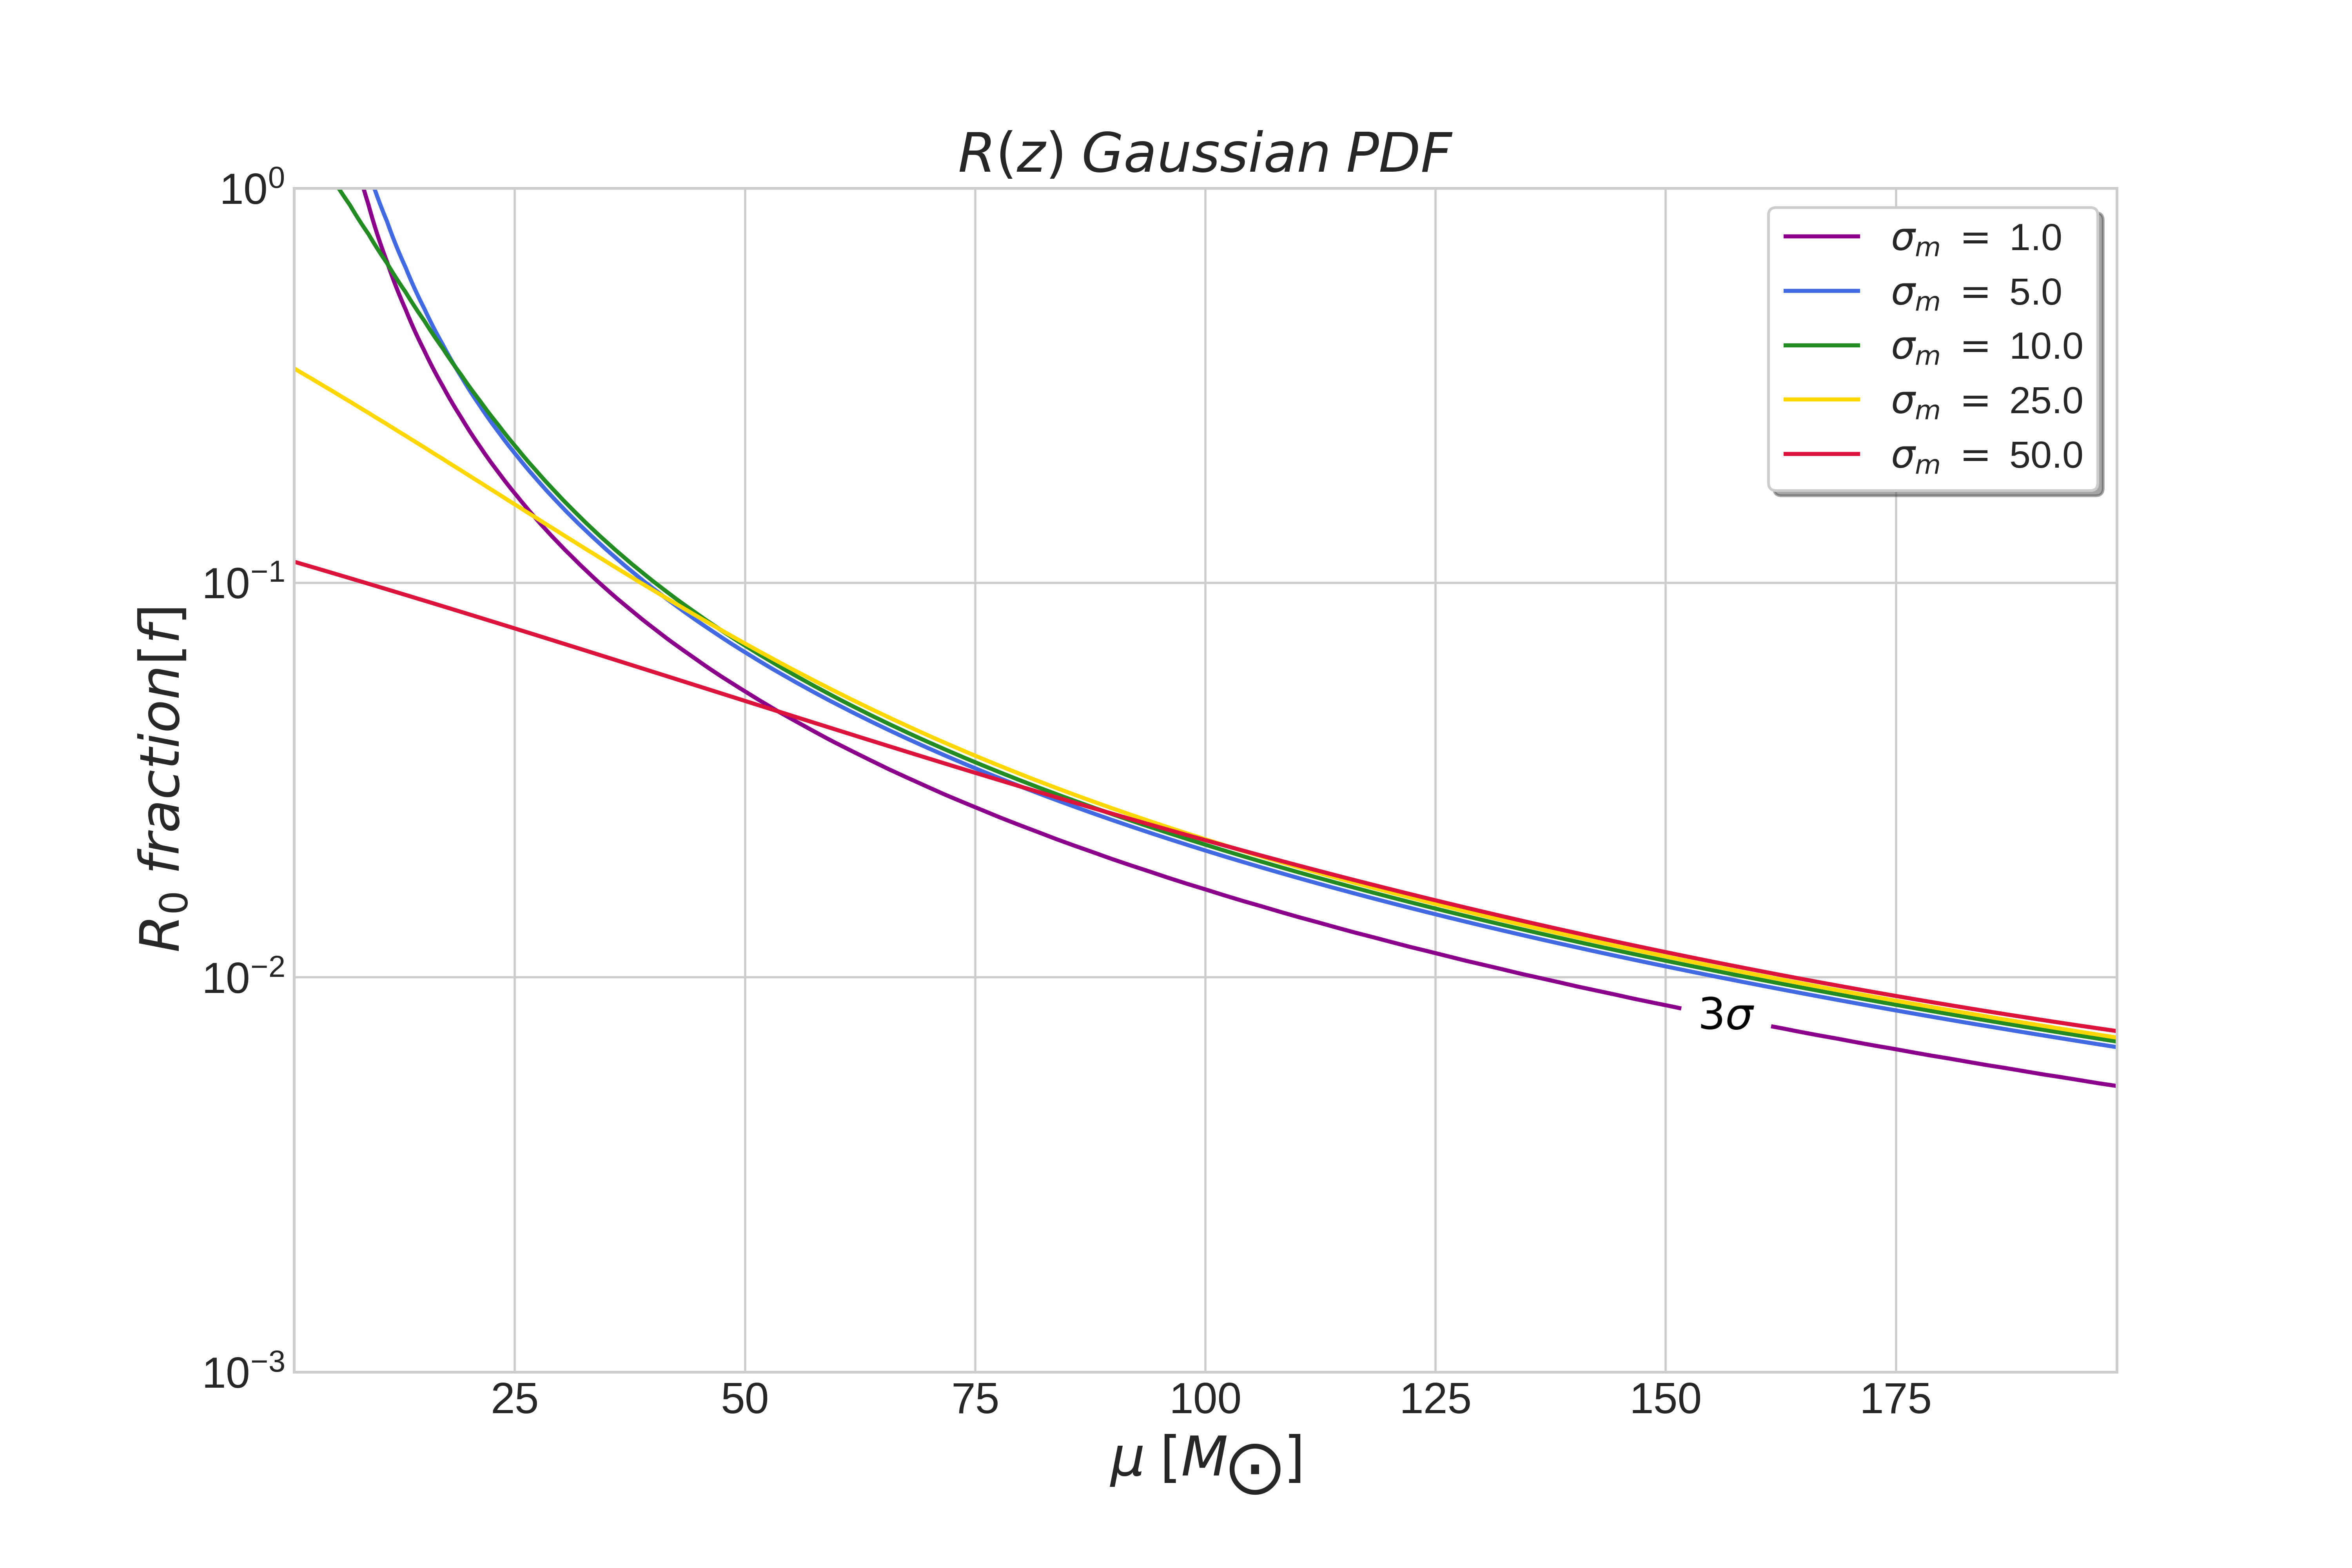 R(z) Gaussian PDF
10⁰
10⁻¹
10⁻²
10⁻³
R₀ fraction[f]
σₘ = 1.0
σₘ = 5.0
σₘ = 10.0
σₘ = 25.0
σₘ = 50.0
3σ
25 50 75 100 125 150 175
μ [M⨀]